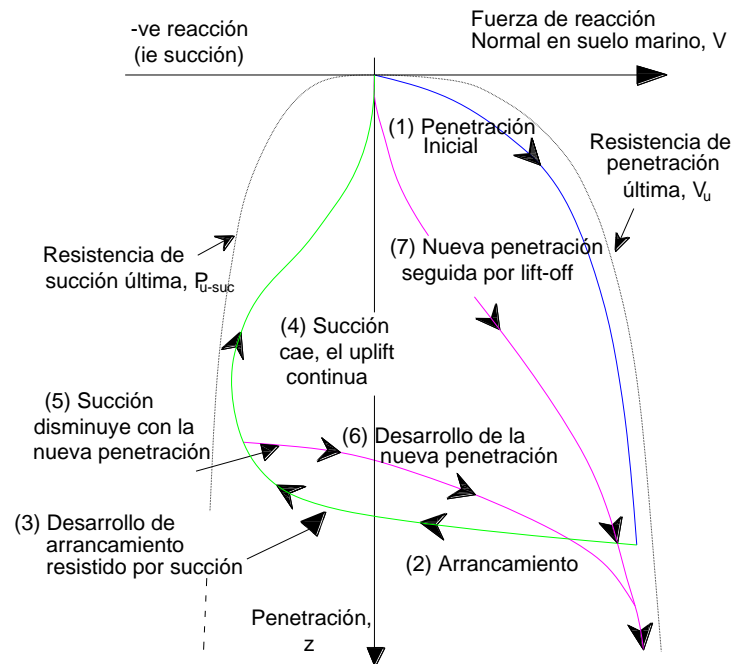 -ve reacción
(ie succión)
Fuerza de reacción
Normal en suelo marino, V
(1) Penetración
Inicial
Resistencia de
penetración
última, Vu
Resistencia de
succión última, Pu-suc
(7) Nueva penetración
seguida por lift-off
(4) Succión
cae, el uplift
continua
(5) Succión
disminuye con la
nueva penetración
(6) Desarrollo de la
nueva penetración
(3) Desarrollo de
arrancamiento
resistido por succión
(2) Arrancamiento
Penetración,
z